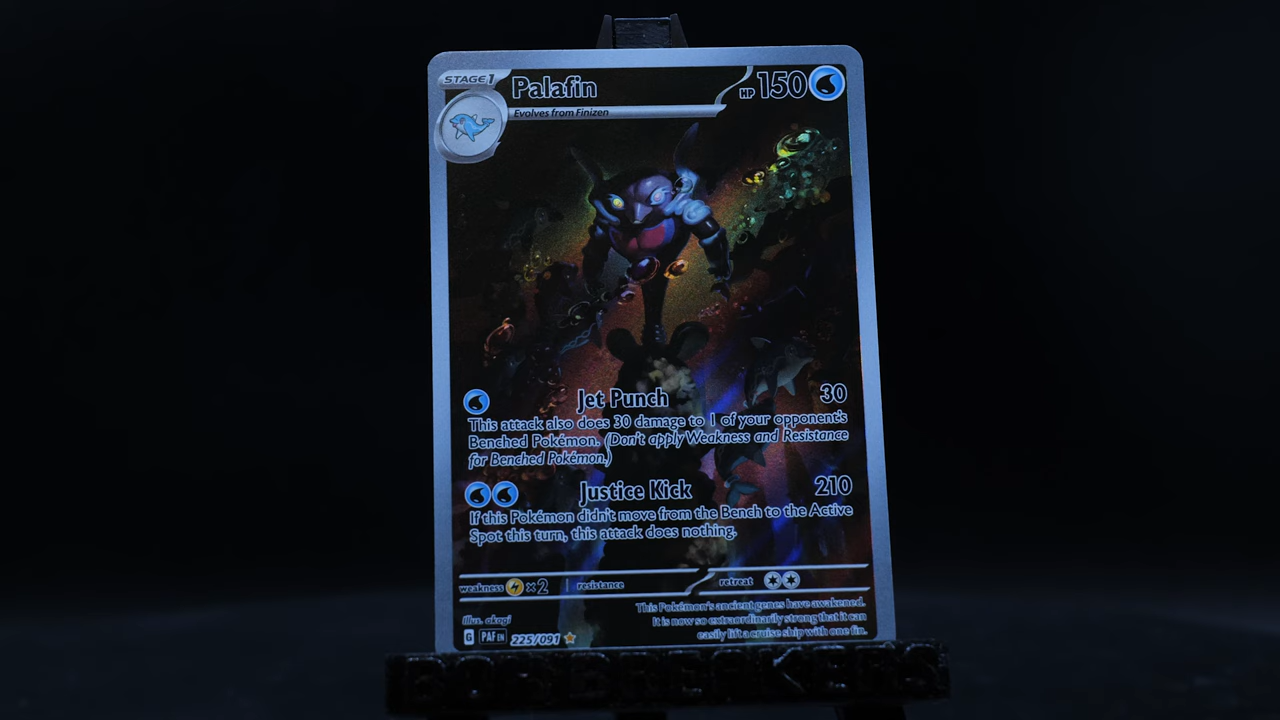 STAGE 1 Palafin HP 150
Evolves from Finizen
Jet Punch 30
This attack also does 30 damage to 1 of your opponent's
Benched Pokémon. (Don't apply Weakness and Resistance
for Benched Pokémon.)
Justice Kick 210
If this Pokémon didn't move from the Bench to the Active
Spot this turn, this attack does nothing.
weakness ×2 resistance retreat
This Pokémon's ancient genes have awakened.
It is now so extraordinarily strong that it can
easily lift a cruise ship with one fin.
Illus. akagi
G PAF EN 225/091
BOX BREAKERS